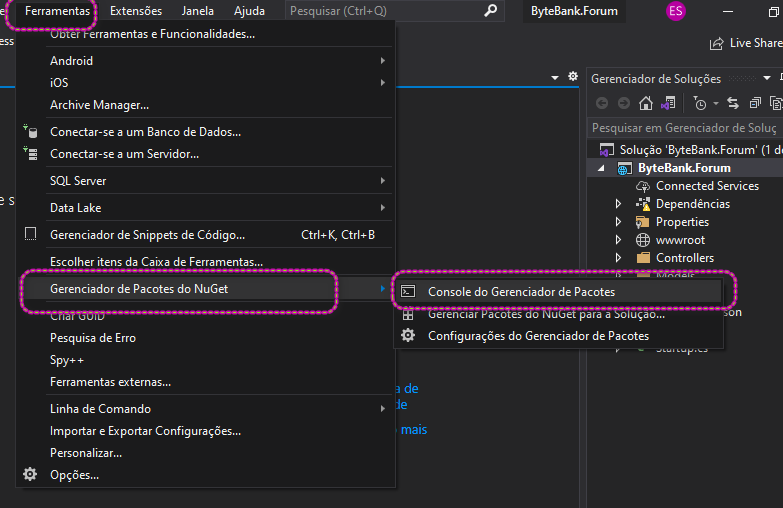 Ferramentas Extensões Janela Ajuda Pesquisar (Ctrl+Q) ByteBank.Forum ES
Live Share
Obter Ferramentas e Funcionalidades...
Android
iOS
Archive Manager...
Conectar-se a um Banco de Dados...
Conectar-se a um Servidor...
SQL Server
Data Lake
Gerenciador de Snippets de Código... Ctrl+K, Ctrl+B
Escolher itens da Caixa de Ferramentas...
Gerenciador de Pacotes do NuGet
Criar GUID
Pesquisa de Erro
Spy++
Ferramentas externas...
Linha de Comando
Importar e Exportar Configurações...
Personalizar...
Opções...
Console do Gerenciador de Pacotes
Gerenciar Pacotes do NuGet para a Solução...
Configurações do Gerenciador de Pacotes
a de
de
mais
Gerenciador de Soluções
Pesquisar em Gerenciador de Soluç
Solução 'ByteBank.Forum' (1 de
ByteBank.Forum
Connected Services
Dependências
Properties
wwwroot
Controllers
Models
son
Startup.cs